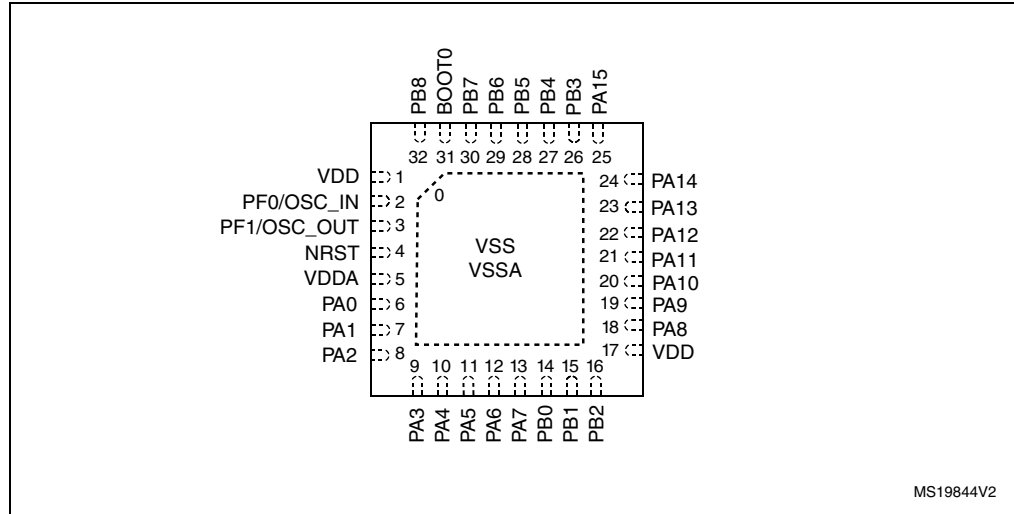 PB8
BOOT0
PB7
PB6
PB5
PB4
PB3
PA15
32 31 30 29 28 27 26 25
VDD 1
PF0/OSC_IN 2
PF1/OSC_OUT 3
NRST 4
VDDA 5
PA0 6
PA1 7
PA2 8
0
VSS
VSSA
24 PA14
23 PA13
22 PA12
21 PA11
20 PA10
19 PA9
18 PA8
17 VDD
9 10 11 12 13 14 15 16
PA3
PA4
PA5
PA6
PA7
PB0
PB1
PB2
MS19844V2